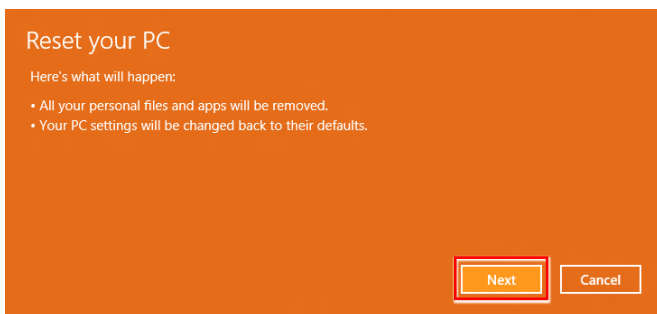 Reset your PC
Here's what will happen:
• All your personal files and apps will be removed.
• Your PC settings will be changed back to their defaults.
Next Cancel